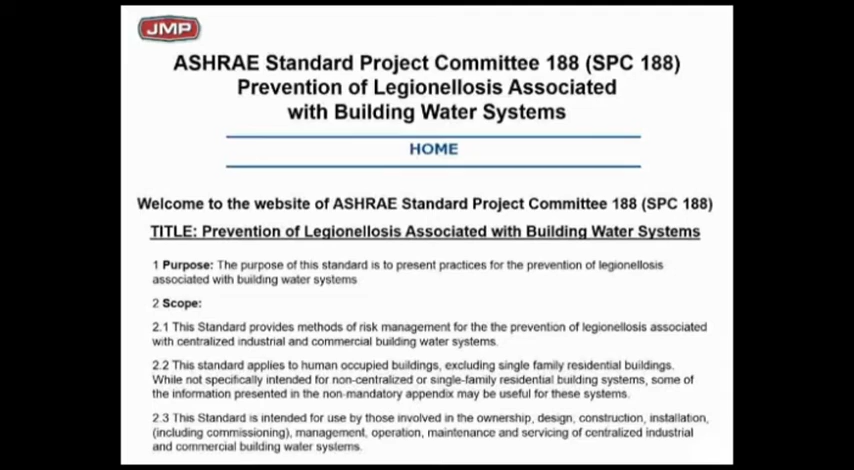 JMP
ASHRAE Standard Project Committee 188 (SPC 188)
Prevention of Legionellosis Associated
with Building Water Systems
HOME
Welcome to the website of ASHRAE Standard Project Committee 188 (SPC 188)
TITLE: Prevention of Legionellosis Associated with Building Water Systems
1 Purpose: The purpose of this standard is to present practices for the prevention of legionellosis
associated with building water systems
2 Scope:
2.1 This Standard provides methods of risk management for the the prevention of legionellosis associated
with centralized industrial and commercial building water systems.
2.2 This standard applies to human occupied buildings, excluding single family residential buildings.
While not specifically intended for non-centralized or single-family residential building systems, some of
the information presented in the non-mandatory appendix may be useful for these systems.
2.3 This Standard is intended for use by those involved in the ownership, design, construction, installation,
(including commissioning), management, operation, maintenance and servicing of centralized industrial
and commercial building water systems.